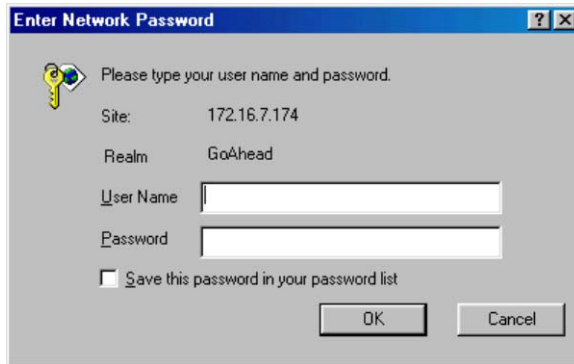 Enter Network Password
? ×
Please type your user name and password.
Site: 172.16.7.174
Realm GoAhead
User Name
Password
Save this password in your password list
OK Cancel